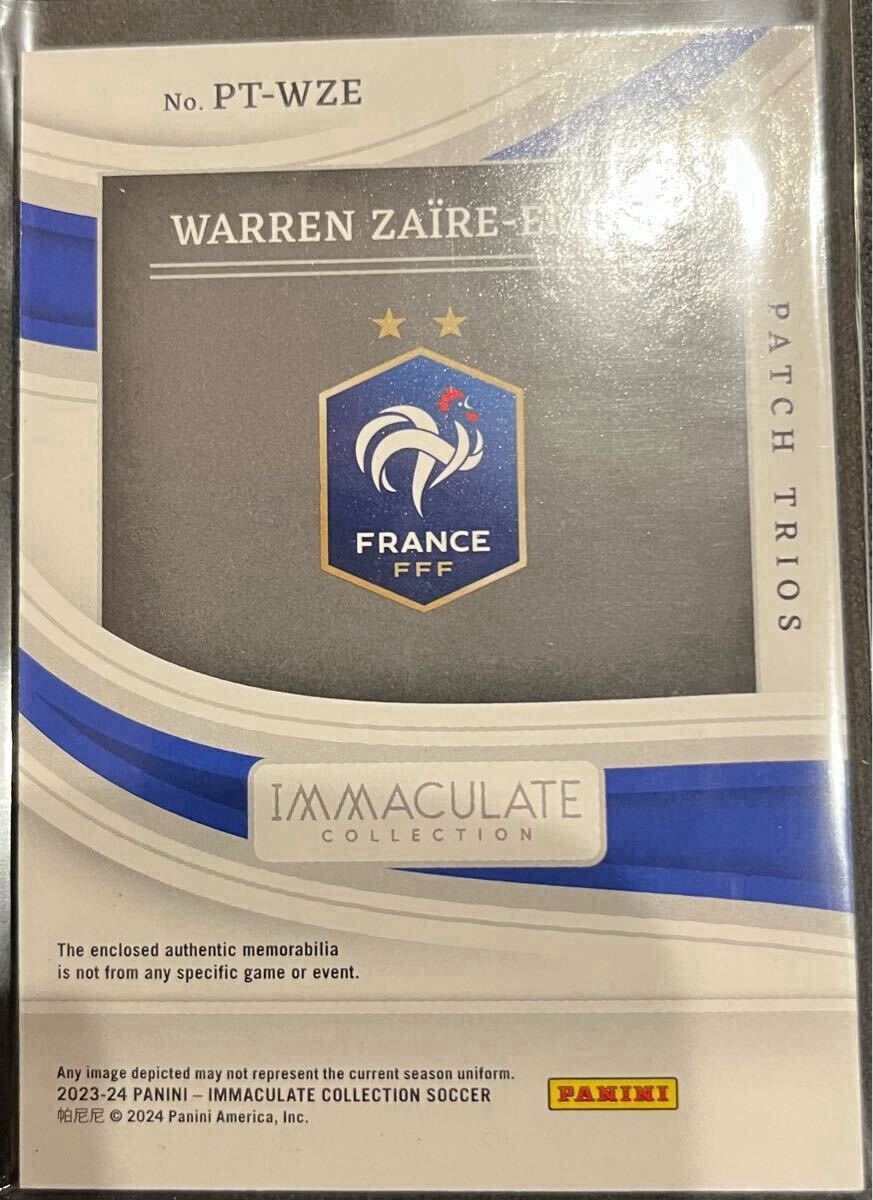 No. PT-WZE
WARREN ZAÏRE-
PATCH TRIOS
FRANCE
FFF
IMMACULATE
COLLECTION
The enclosed authentic memorabilia
is not from any specific game or event.
Any image depicted may not represent the current season uniform.
2023-24 PANINI – IMMACULATE COLLECTION SOCCER
帕尼尼 © 2024 Panini America, Inc.
PANINI